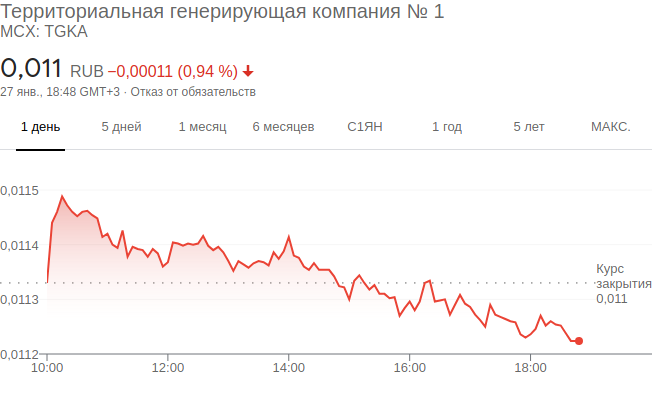 Территориальная генерирующая компания № 1
MCX: TGKA
0,011 RUB −0,00011 (0,94 %)
27 янв., 18:48 GMT+3 · Отказ от обязательств
1 день 5 дней 1 месяц 6 месяцев С1ЯН 1 год 5 лет МАКС.
0,0115
0,0114
Курс
закрытия
0,0113 0,011
0,0112
10:00 12:00 14:00 16:00 18:00